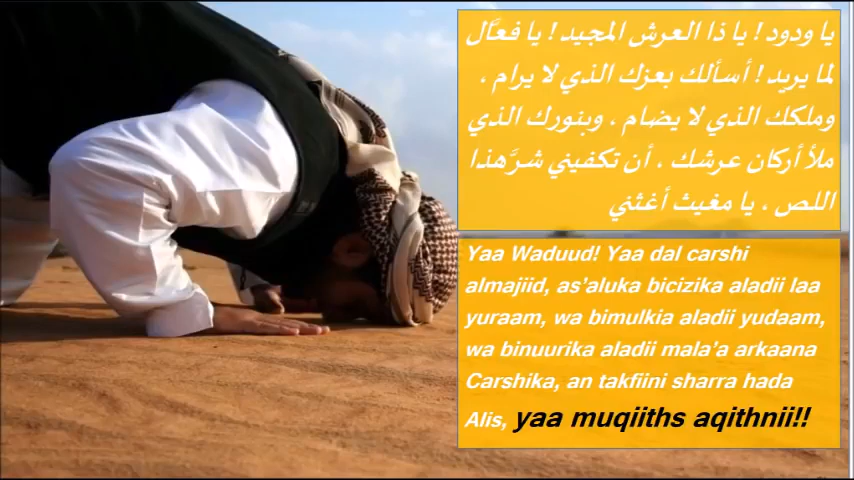 يا ودود ! يا ذا العرش المجيد ! يا فعاَّل
لما يريد ! أسألك بعزك الذي لا يرام .
وملكك الذي لا يضام . وبنورك الذي
ملأ أركان عرشك . أن تكفيني شرَّهذا
اللص . يا مغيث أغثني
Yaa Waduud! Yaa dal carshi
almajiid, as’aluka bicizika aladii laa
yuraam, wa bimulkia aladii yudaam,
wa binuurika aladii mala’a arkaana
Carshika, an takfiini sharra hada
Alis, yaa muqiiths aqithnii!!